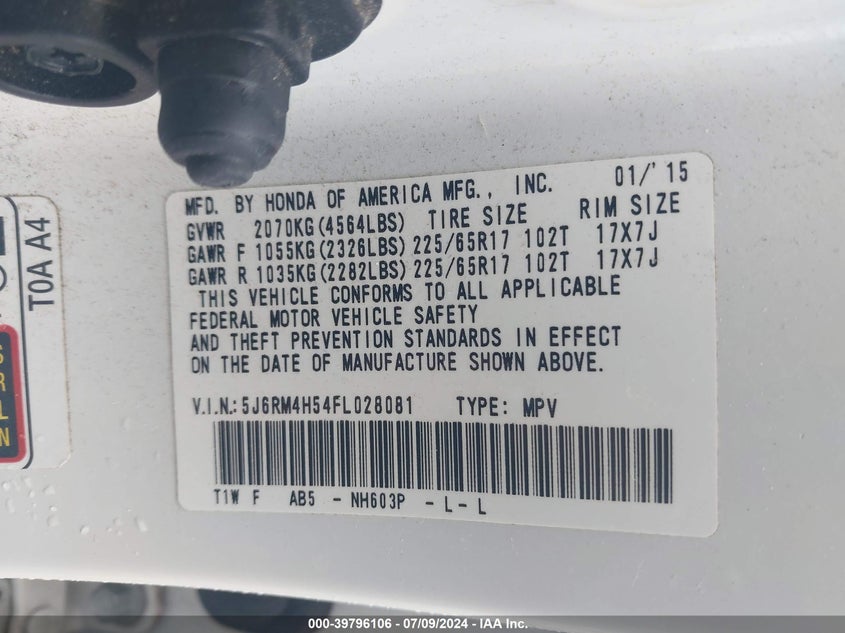 MFD. BY HONDA OF AMERICA MFG., INC. 01/'15
GVWR 2070KG(4564LBS) TIRE SIZE RIM SIZE
GAWR F 1055KG(2326LBS) 225/65R17 102T 17X7J
GAWR R 1035KG(2282LBS) 225/65R17 102T 17X7J
THIS VEHICLE CONFORMS TO ALL APPLICABLE
FEDERAL MOTOR VEHICLE SAFETY
AND THEFT PREVENTION STANDARDS IN EFFECT
ON THE DATE OF MANUFACTURE SHOWN ABOVE.
V.I.N.: 5J6RM4H54FL028081 TYPE: MPV
T1W F AB5 - NH603P - L - L
T0A A4
S
R
L
N
000-39796106 / 07/09/2024 - IAA Inc.